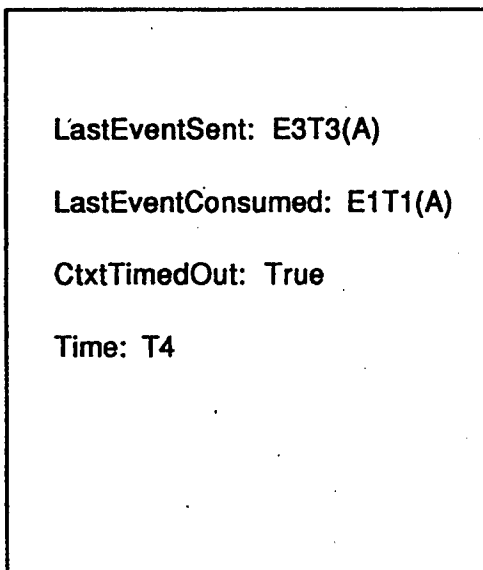 LastEventSent: E3T3(A)
LastEventConsumed: E1T1(A)
CtxtTimedOut: True
Time: T4